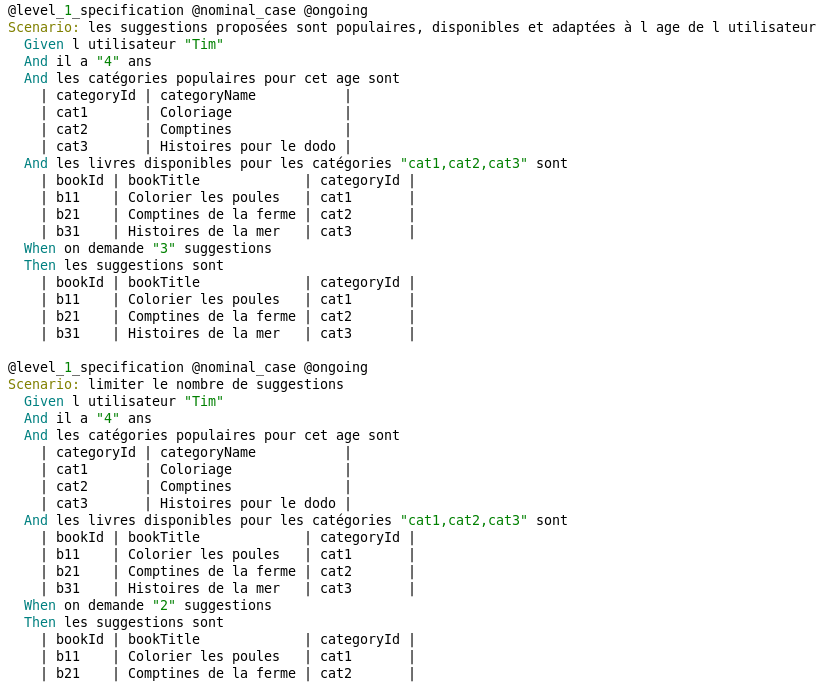 @level_1_specification @nominal_case @ongoing
Scenario: les suggestions proposées sont populaires, disponibles et adaptées à l age de l utilisateur
  Given l utilisateur "Tim"
  And il a "4" ans
  And les catégories populaires pour cet age sont
    | categoryId | categoryName           |
    | cat1       | Coloriage              |
    | cat2       | Comptines              |
    | cat3       | Histoires pour le dodo |
  And les livres disponibles pour les catégories "cat1,cat2,cat3" sont
    | bookId | bookTitle             | categoryId |
    | b11    | Colorier les poules   | cat1       |
    | b21    | Comptines de la ferme | cat2       |
    | b31    | Histoires de la mer   | cat3       |
  When on demande "3" suggestions
  Then les suggestions sont
    | bookId | bookTitle             | categoryId |
    | b11    | Colorier les poules   | cat1       |
    | b21    | Comptines de la ferme | cat2       |
    | b31    | Histoires de la mer   | cat3       |

@level_1_specification @nominal_case @ongoing
Scenario: limiter le nombre de suggestions
  Given l utilisateur "Tim"
  And il a "4" ans
  And les catégories populaires pour cet age sont
    | categoryId | categoryName           |
    | cat1       | Coloriage              |
    | cat2       | Comptines              |
    | cat3       | Histoires pour le dodo |
  And les livres disponibles pour les catégories "cat1,cat2,cat3" sont
    | bookId | bookTitle             | categoryId |
    | b11    | Colorier les poules   | cat1       |
    | b21    | Comptines de la ferme | cat2       |
    | b31    | Histoires de la mer   | cat3       |
  When on demande "2" suggestions
  Then les suggestions sont
    | bookId | bookTitle             | categoryId |
    | b11    | Colorier les poules   | cat1       |
    | b21    | Comptines de la ferme | cat2       |